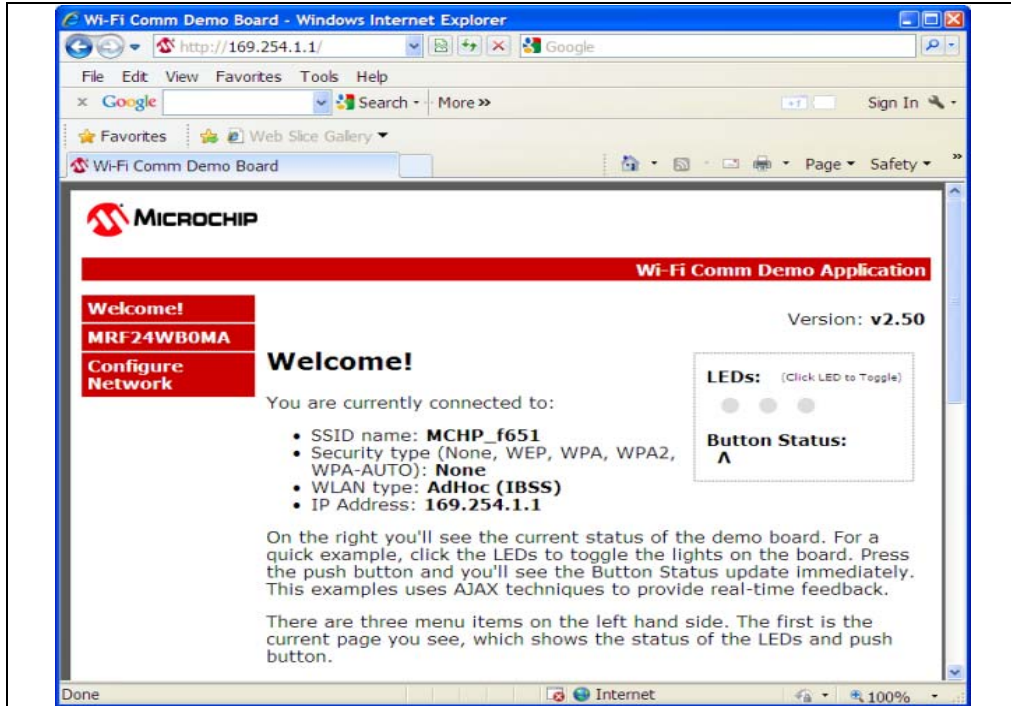 Wi-Fi Comm Demo Board - Windows Internet Explorer
http://169.254.1.1/
Google
File Edit View Favorites Tools Help
x Google Search More »
Sign In
Favorites Web Slice Gallery
Wi-Fi Comm Demo Board
Page Safety »
MICROCHIP
Wi-Fi Comm Demo Application
Welcome!
MRF24WB0MA
Configure
Network
Version: v2.50
Welcome!
LEDs: (Click LED to Toggle)
Button Status:
Λ
You are currently connected to:
• SSID name: MCHP_f651
• Security type (None, WEP, WPA, WPA2,
WPA-AUTO): None
• WLAN type: AdHoc (IBSS)
• IP Address: 169.254.1.1
On the right you'll see the current status of the demo board. For a
quick example, click the LEDs to toggle the lights on the board. Press
the push button and you'll see the Button Status update immediately.
This examples uses AJAX techniques to provide real-time feedback.
There are three menu items on the left hand side. The first is the
current page you see, which shows the status of the LEDs and push
button.
Done
Internet
100%